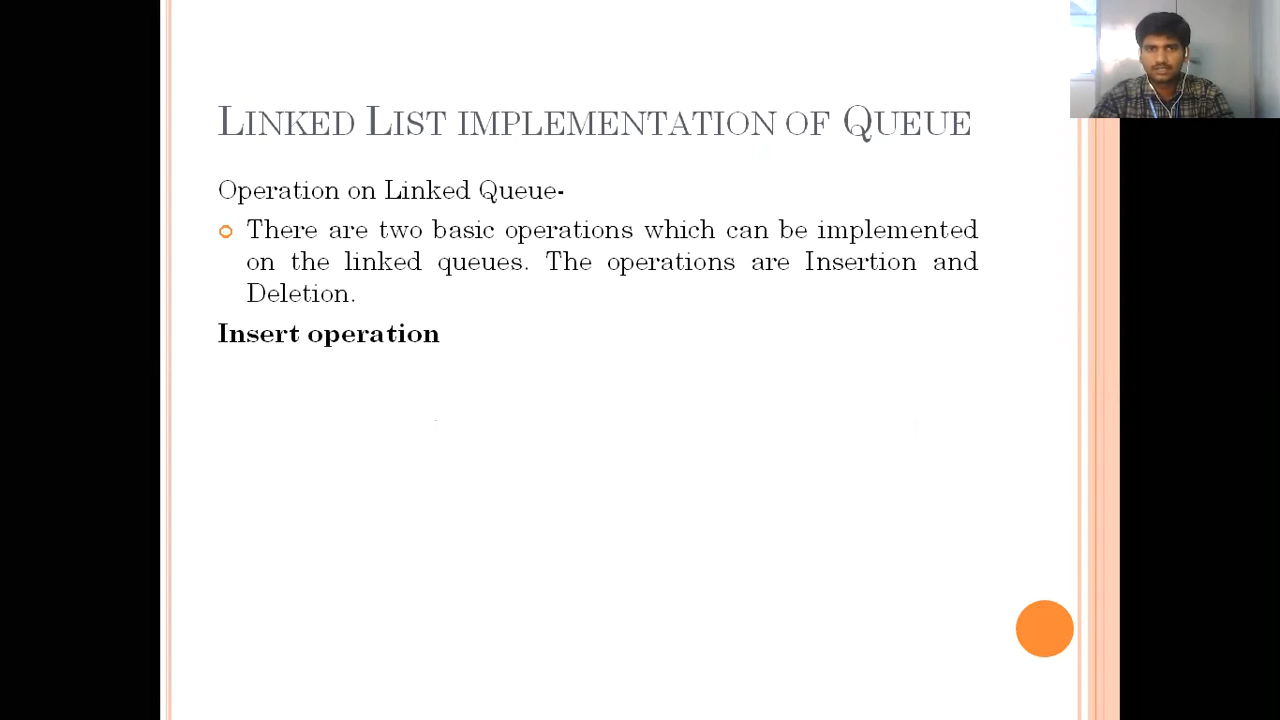 LINKED LIST IMPLEMENTATION OF QUEUE
Operation on Linked Queue-
There are two basic operations which can be implemented
on the linked queues. The operations are Insertion and
Deletion.
Insert operation